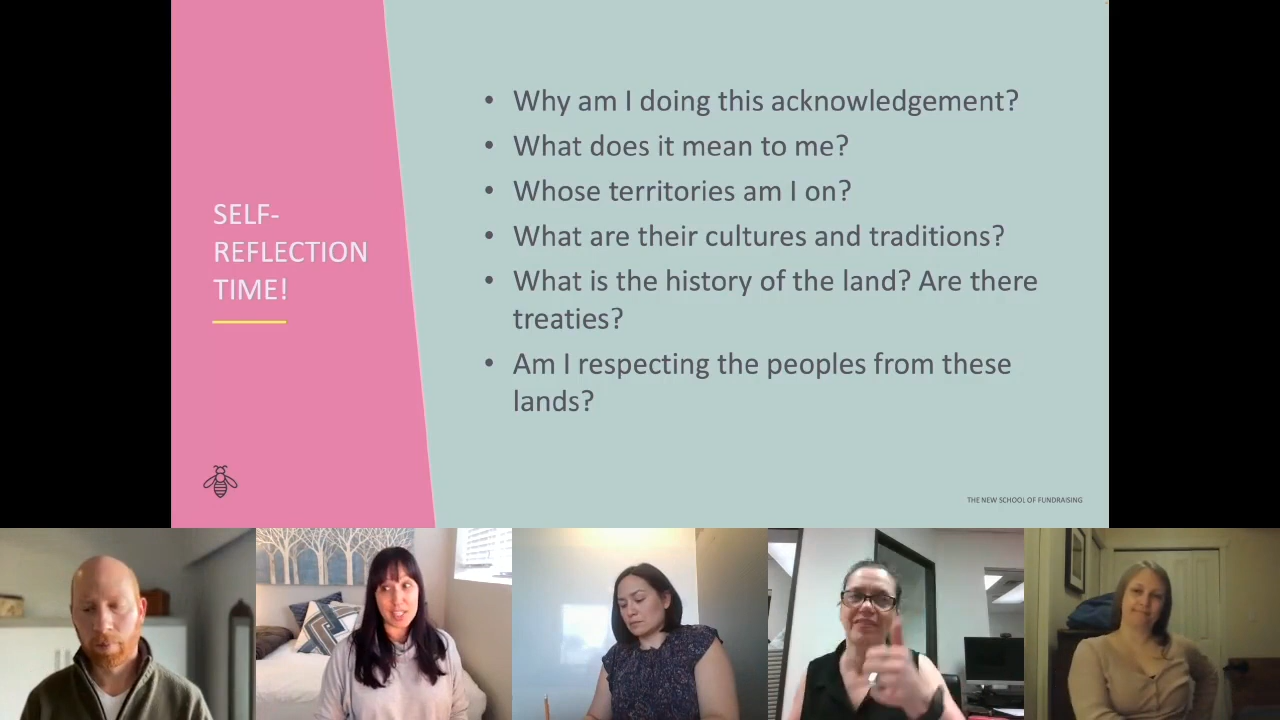 SELF-
REFLECTION
TIME!
• Why am I doing this acknowledgement?
• What does it mean to me?
• Whose territories am I on?
• What are their cultures and traditions?
• What is the history of the land? Are there
treaties?
• Am I respecting the peoples from these
lands?
THE NEW SCHOOL OF FUNDRAISING